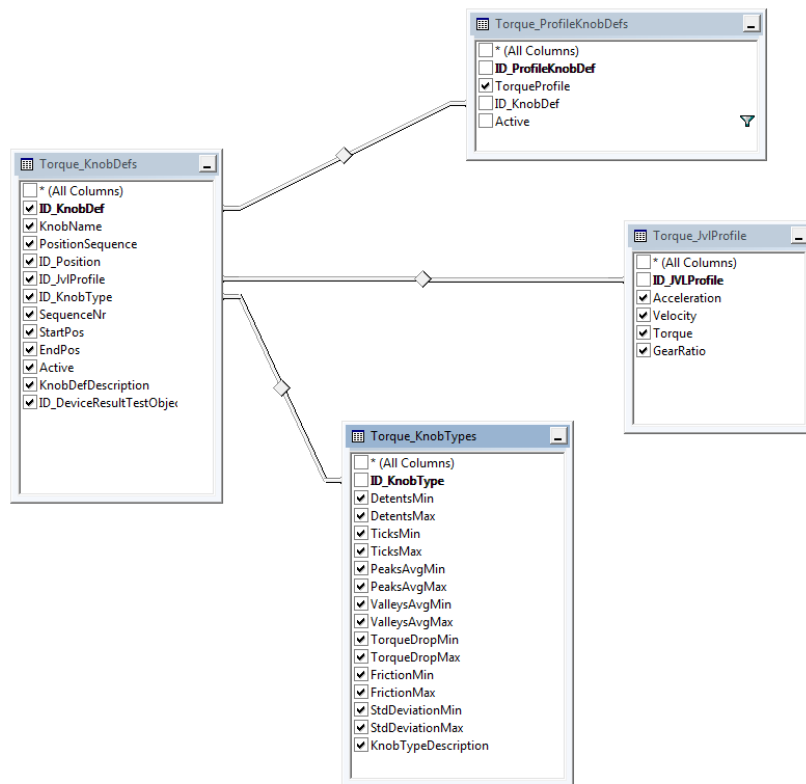 Torque_ProfileKnobDefs
* (All Columns)
ID_ProfileKnobDef
TorqueProfile
ID_KnobDef
Active
Torque_KnobDefs
* (All Columns)
ID_KnobDef
KnobName
PositionSequence
ID_Position
ID_JvlProfile
ID_KnobType
SequenceNr
StartPos
EndPos
Active
KnobDefDescription
ID_DeviceResultTestObjec
Torque_JvlProfile
* (All Columns)
ID_JVLProfile
Acceleration
Velocity
Torque
GearRatio
Torque_KnobTypes
* (All Columns)
ID_KnobType
DetentsMin
DetentsMax
TicksMin
TicksMax
PeaksAvgMin
PeaksAvgMax
ValleysAvgMin
ValleysAvgMax
TorqueDropMin
TorqueDropMax
FrictionMin
FrictionMax
StdDeviationMin
StdDeviationMax
KnobTypeDescription